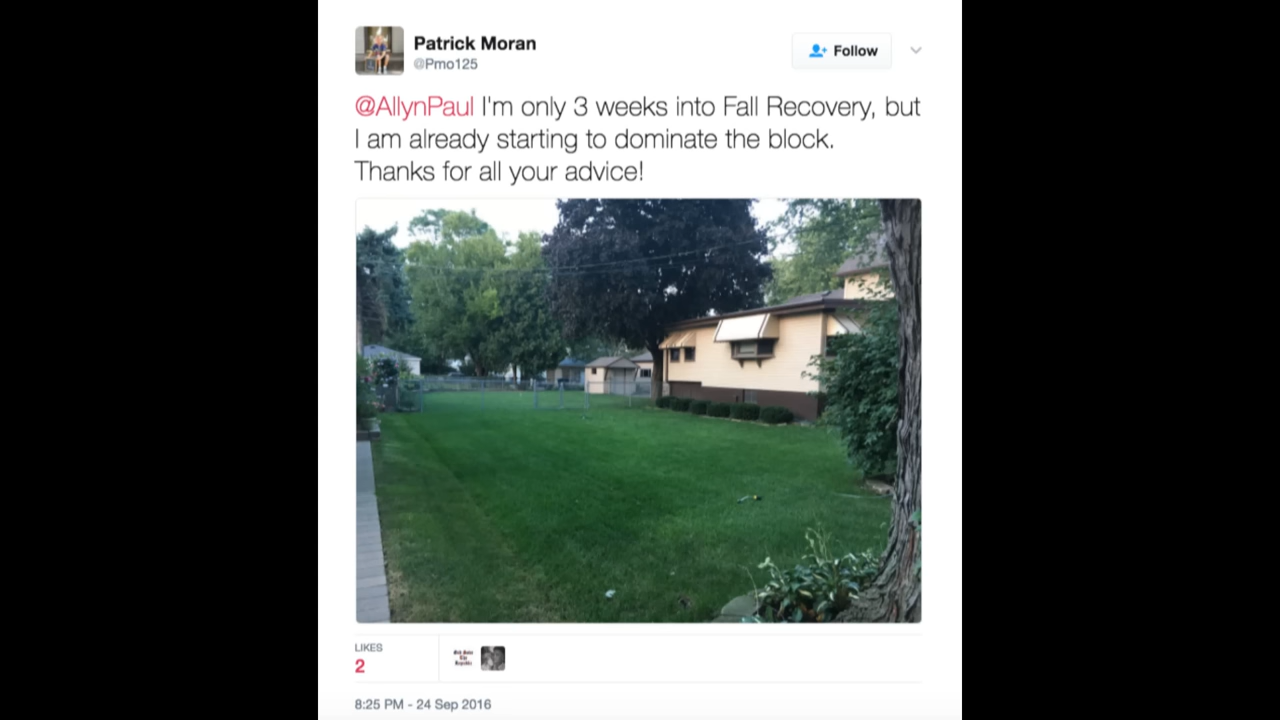 Patrick Moran
@Pmo125
Follow
@AllynPaul I'm only 3 weeks into Fall Recovery, but
I am already starting to dominate the block.
Thanks for all your advice!
LIKES
2
8:25 PM - 24 Sep 2016